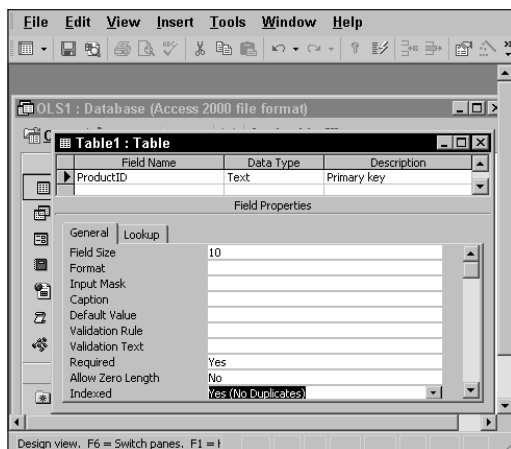 File Edit View Insert Tools Window Help
OLS1 : Database (Access 2000 file format)
Table1 : Table
Field Name Data Type Description
ProductID Text Primary key
Field Properties
General Lookup
Field Size 10
Format
Input Mask
Caption
Default Value
Validation Rule
Validation Text
Required Yes
Allow Zero Length No
Indexed Yes (No Duplicates)
Design view. F6 = Switch panes. F1 =